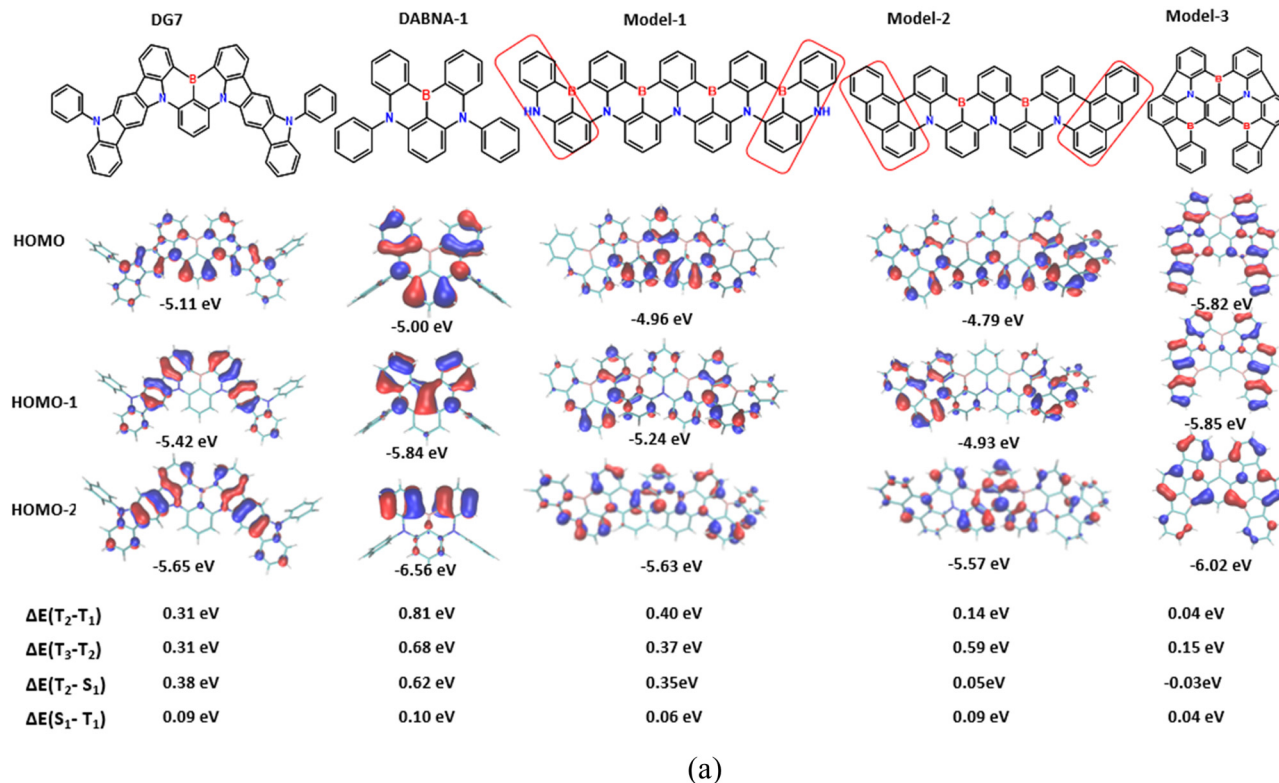 DG7 DABNA-1 Model-1 Model-2 Model-3
B N N N N
B N N
B B B B HN N N N NH
B B N N N
B N N B B
HOMO
-5.11 eV -5.00 eV -4.96 eV -4.79 eV -5.82 eV
HOMO-1
-5.42 eV -5.84 eV -5.24 eV -4.93 eV -5.85 eV
HOMO-2
-5.65 eV -6.56 eV -5.63 eV -5.57 eV -6.02 eV
ΔE(T₂-T₁) 0.31 eV 0.81 eV 0.40 eV 0.14 eV 0.04 eV
ΔE(T₃-T₂) 0.31 eV 0.68 eV 0.37 eV 0.59 eV 0.15 eV
ΔE(T₂- S₁) 0.38 eV 0.62 eV 0.35eV 0.05eV -0.03eV
ΔE(S₁- T₁) 0.09 eV 0.10 eV 0.06 eV 0.09 eV 0.04 eV
(a)